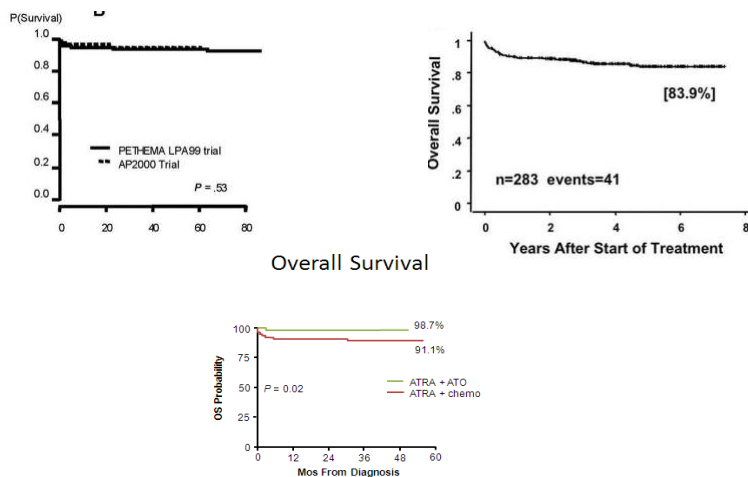 P(Survival)
1.0
0.8
0.6
0.4
0.2
0.0
PETHEMA LPA99 trial
AP2000 Trial
P = .53
0 20 40 60 80
Overall Survival
1
.8
.6
.4
.2
0
[83.9%]
n=283 events=41
0 2 4 6 8
Years After Start of Treatment
Overall Survival
OS Probability
100
75
50
25
0
98.7%
91.1%
P = 0.02
ATRA + ATO
ATRA + chemo
0 12 24 36 48 60
Mos From Diagnosis